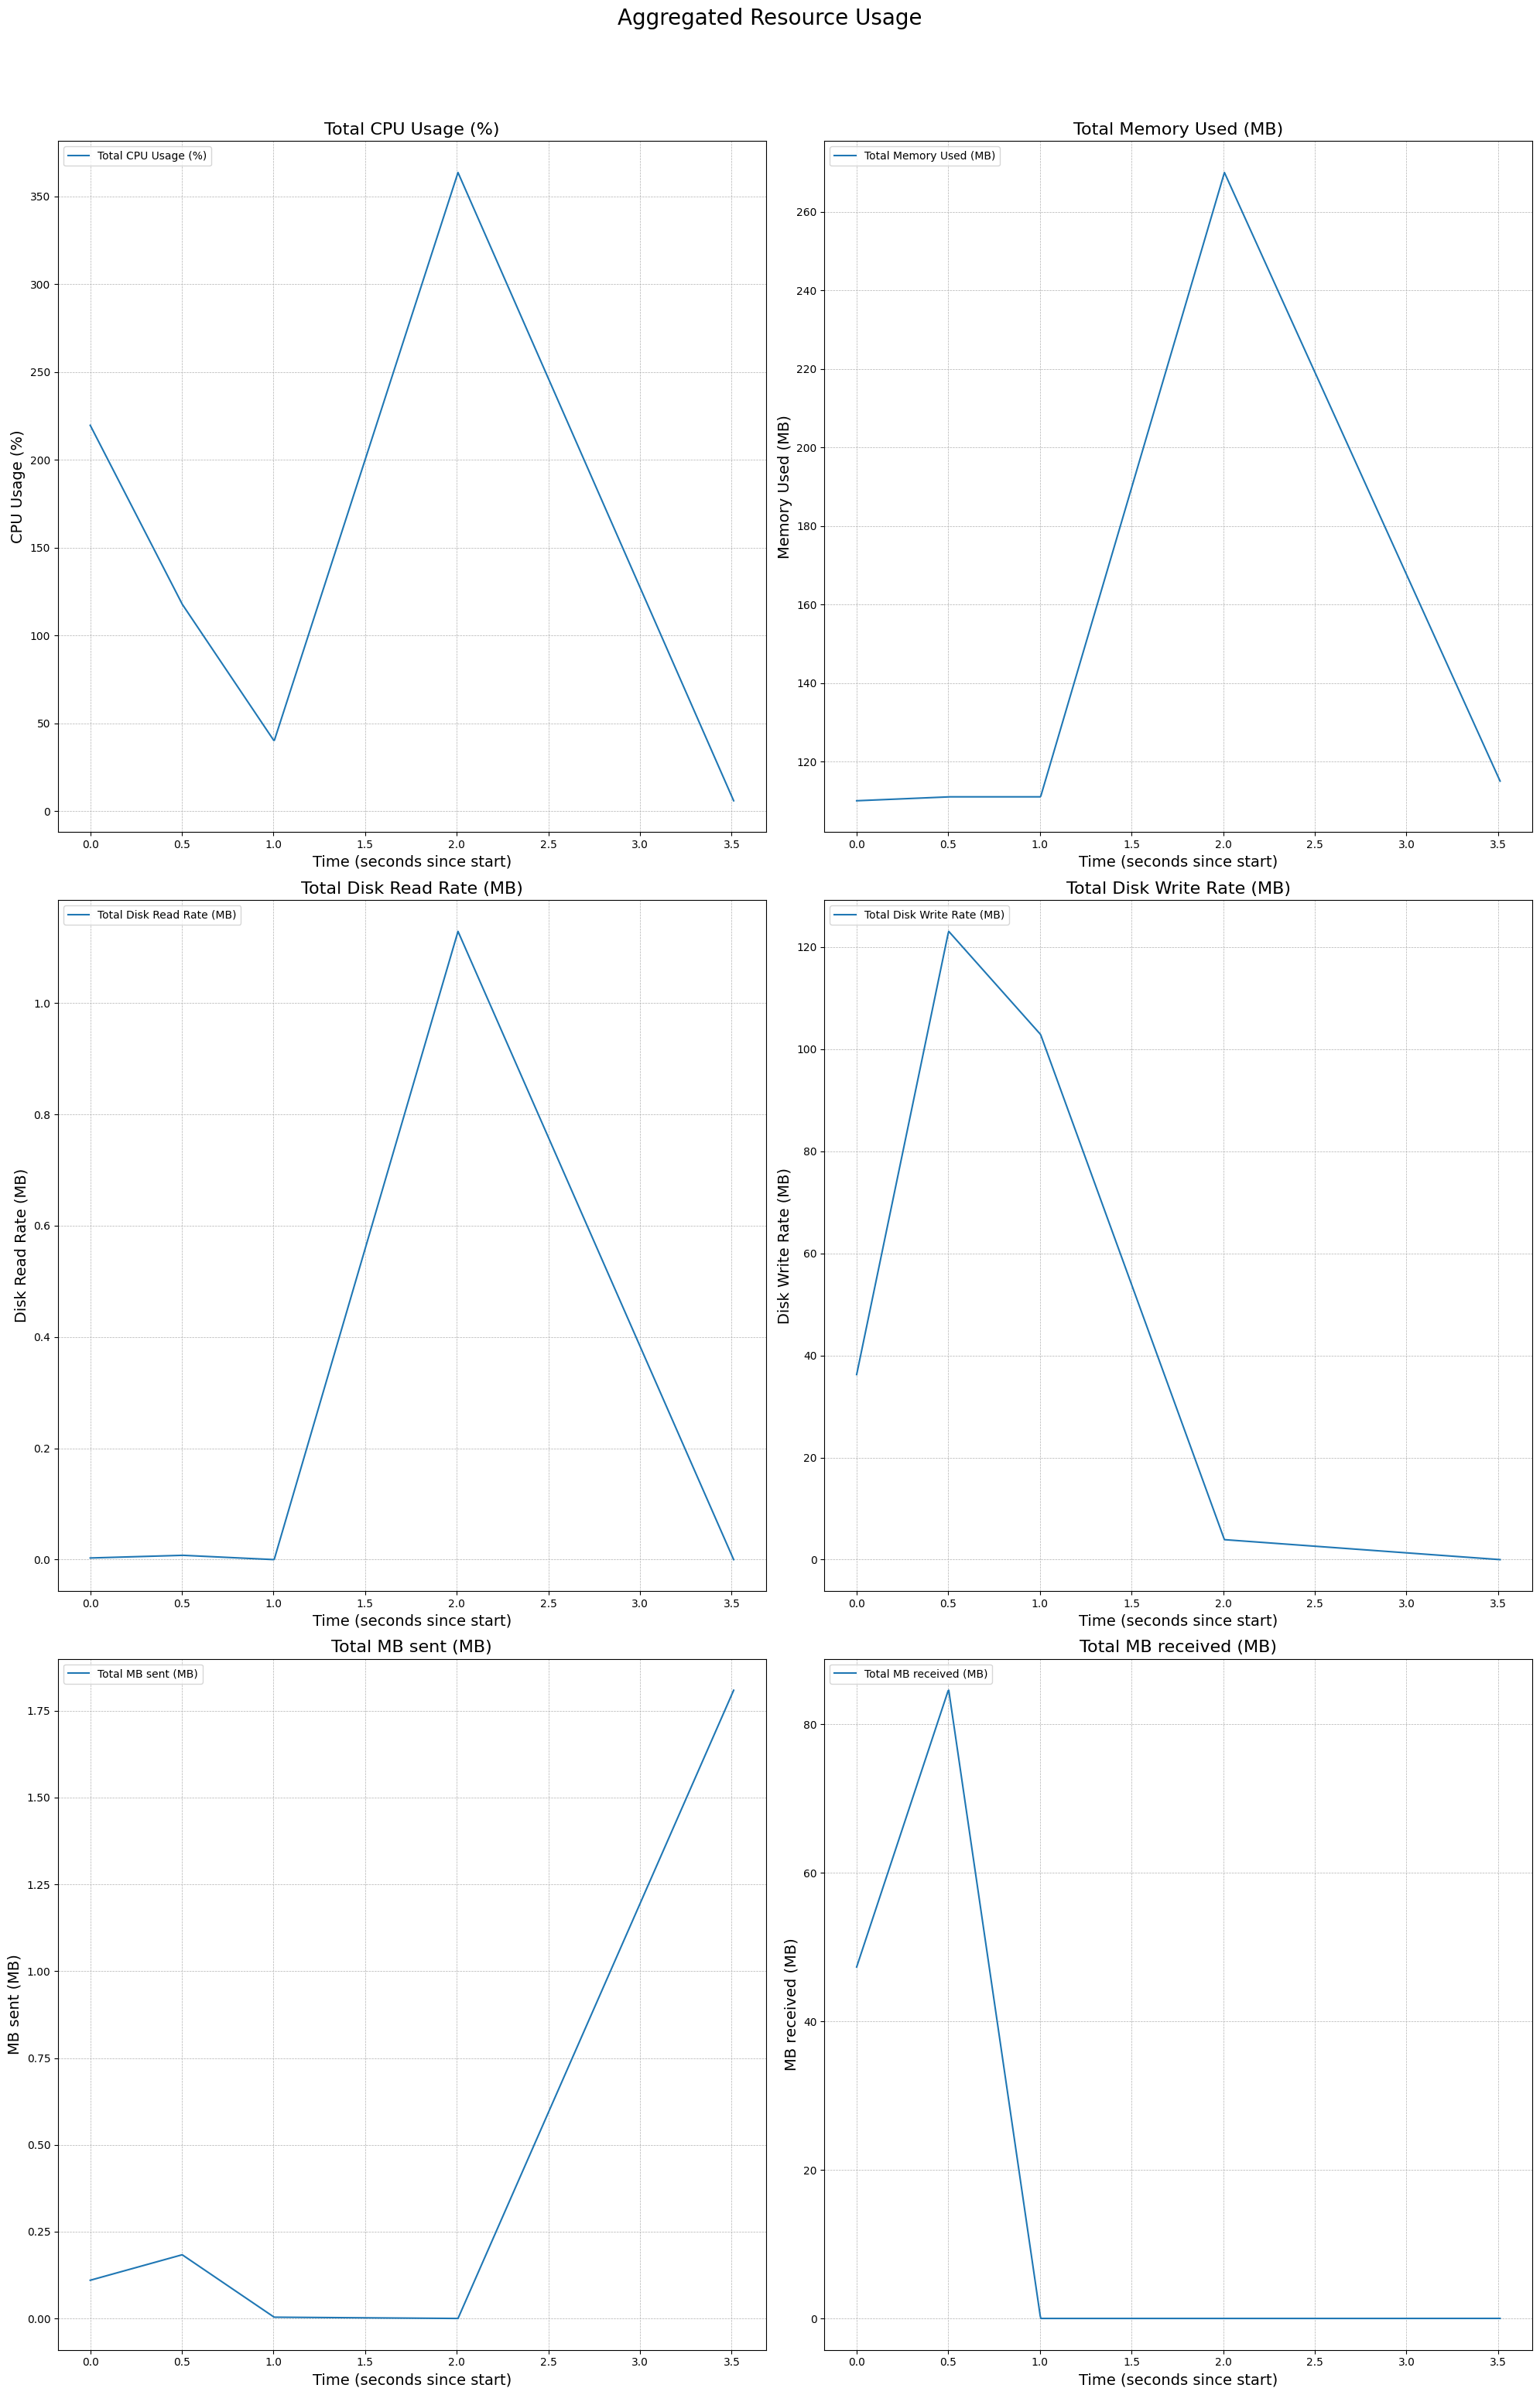 Aggregated Resource Usage
Total CPU Usage (%)
Total CPU Usage (%)
350
300
250
200
150
100
50
0
CPU Usage (%)
0.0 0.5 1.0 1.5 2.0 2.5 3.0 3.5
Time (seconds since start)
Total Memory Used (MB)
Total Memory Used (MB)
260
240
220
200
180
160
140
120
Memory Used (MB)
0.0 0.5 1.0 1.5 2.0 2.5 3.0 3.5
Time (seconds since start)
Total Disk Read Rate (MB)
Total Disk Read Rate (MB)
1.0
0.8
0.6
0.4
0.2
0.0
Disk Read Rate (MB)
0.0 0.5 1.0 1.5 2.0 2.5 3.0 3.5
Time (seconds since start)
Total Disk Write Rate (MB)
Total Disk Write Rate (MB)
120
100
80
60
40
20
0
Disk Write Rate (MB)
0.0 0.5 1.0 1.5 2.0 2.5 3.0 3.5
Time (seconds since start)
Total MB sent (MB)
Total MB sent (MB)
1.75
1.50
1.25
1.00
0.75
0.50
0.25
0.00
MB sent (MB)
0.0 0.5 1.0 1.5 2.0 2.5 3.0 3.5
Time (seconds since start)
Total MB received (MB)
Total MB received (MB)
80
60
40
20
0
MB received (MB)
0.0 0.5 1.0 1.5 2.0 2.5 3.0 3.5
Time (seconds since start)